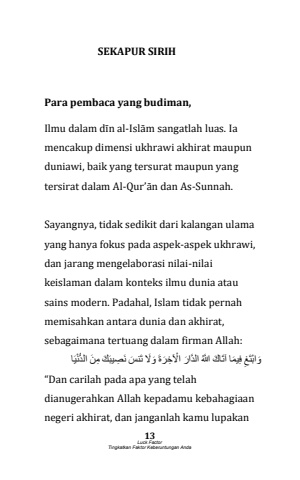 SEKAPUR SIRIH
Para pembaca yang budiman,
Ilmu dalam dīn al-Islām sangatlah luas. Ia
mencakup dimensi ukhrawi akhirat maupun
duniawi, baik yang tersurat maupun yang
tersirat dalam Al-Qur’ān dan As-Sunnah.
Sayangnya, tidak sedikit dari kalangan ulama
yang hanya fokus pada aspek-aspek ukhrawi,
dan jarang mengelaborasi nilai-nilai
keislaman dalam konteks ilmu dunia atau
sains modern. Padahal, Islam tidak pernah
memisahkan antara dunia dan akhirat,
sebagaimana tertuang dalam firman Allah:
وَابْتَغِ فِيمَا آتَاكَ اللَّهُ الدَّارَ الْآخِرَةَ وَلَا تَنسَ نَصِيبَكَ مِنَ الدُّنْيَا
“Dan carilah pada apa yang telah
dianugerahkan Allah kepadamu kebahagiaan
negeri akhirat, dan janganlah kamu lupakan
13
Luck Factor
Tingkatkan Faktor Keberuntungan Anda